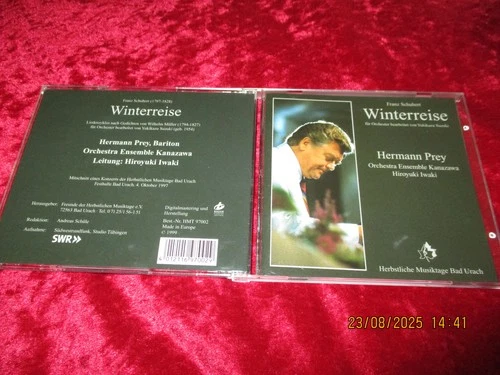 Franz Schubert (1797-1828)
Winterreise
Liederzyklus nach Gedichten von Wilhelm Müller (1794-1827)
für Orchester bearbeitet von Yukikazu Suzuki (geb. 1954)
Hermann Prey, Bariton
Orchestra Ensemble Kanazawa
Leitung: Hiroyuki Iwaki
Mitschnitt eines Konzerts der Herbstlichen Musiktage Bad Urach
Festhalle Bad Urach, 4. Oktober 1997
Herausgeber: Freunde der Herbstlichen Musiktage e.V.
72563 Bad Urach
Redaktion: Andreas Schütz
Aufnahme: Südwestrundfunk, Studio Tübingen
SWR
Digitalmastering und
Herstellung
Best.-Nr. HMT 97002
Made in Europe
© 1998
Franz Schubert
Winterreise
für Orchester bearbeitet von Yukikazu Suzuki
Hermann Prey
Orchestra Ensemble Kanazawa
Hiroyuki Iwaki
Herbstliche Musiktage Bad Urach
23/08/2025 14:41